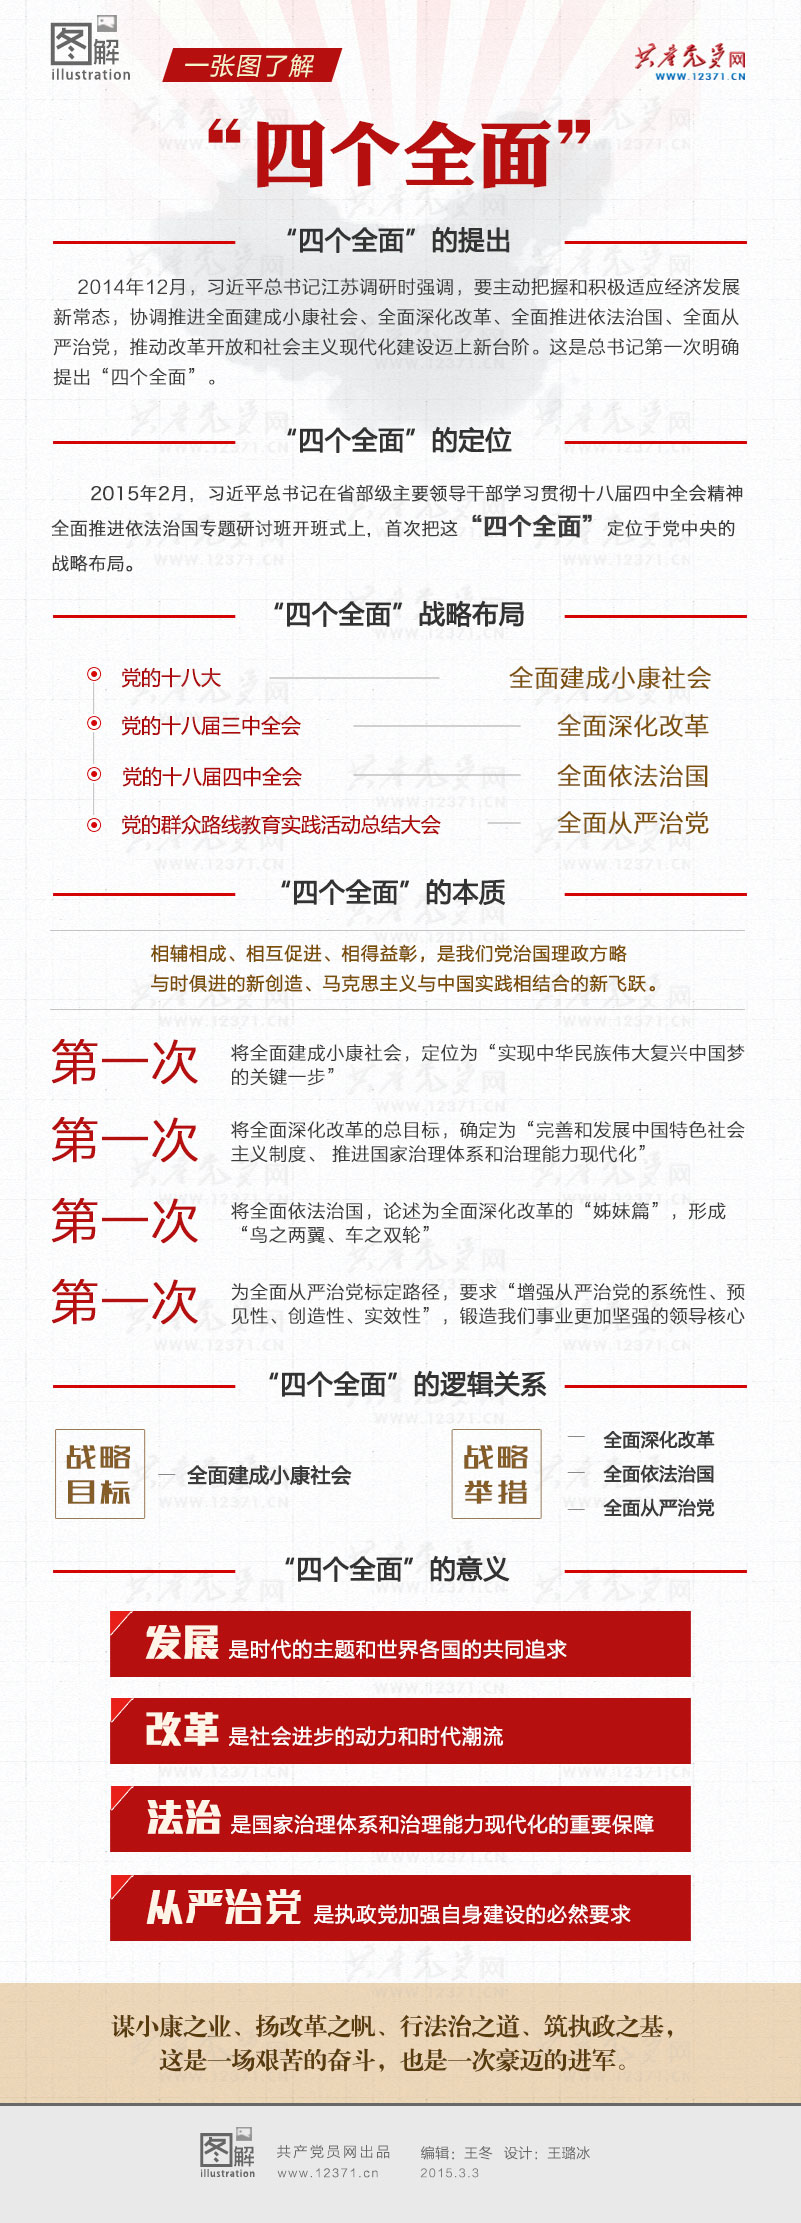 图解
illustration
一张图了解
共产党员网
WWW.12371.CN
“四个全面”
“四个全面”的提出
2014年12月，习近平总书记江苏调研时强调，要主动把握和积极适应经济发展
新常态，协调推进全面建成小康社会、全面深化改革、全面推进依法治国、全面从
严治党，推动改革开放和社会主义现代化建设迈上新台阶。这是总书记第一次明确
提出“四个全面”。
“四个全面”的定位
2015年2月，习近平总书记在省部级主要领导干部学习贯彻十八届四中全会精神
全面推进依法治国专题研讨班开班式上，首次把这“四个全面”定位于党中央的
战略布局。
“四个全面”战略布局
党的十八大 全面建成小康社会
党的十八届三中全会 全面深化改革
党的十八届四中全会 全面依法治国
党的群众路线教育实践活动总结大会 全面从严治党
“四个全面”的本质
相辅相成、相互促进、相得益彰，是我们党治国理政方略
与时俱进的新创造、马克思主义与中国实践相结合的新飞跃。
第一次 将全面建成小康社会，定位为“实现中华民族伟大复兴中国梦
的关键一步”
第一次 将全面深化改革的总目标，确定为“完善和发展中国特色社会
主义制度、推进国家治理体系和治理能力现代化”
第一次 将全面依法治国，论述为全面深化改革的“姊妹篇”，形成
“鸟之两翼、车之双轮”
第一次 为全面从严治党标定路径，要求“增强从严治党的系统性、预
见性、创造性、实效性”，锻造我们事业更加坚强的领导核心
“四个全面”的逻辑关系
战略
目标
全面建成小康社会
战略
举措
全面深化改革
全面依法治国
全面从严治党
“四个全面”的意义
发展 是时代的主题和世界各国的共同追求
改革 是社会进步的动力和时代潮流
法治 是国家治理体系和治理能力现代化的重要保障
从严治党 是执政党加强自身建设的必然要求
谋小康之业、扬改革之帆、行法治之道、筑执政之基，
这是一场艰苦的奋斗，也是一次豪迈的进军。
图解
illustration
共产党员网出品
www.12371.cn
编辑：王冬 设计：王璐冰
2015.3.3